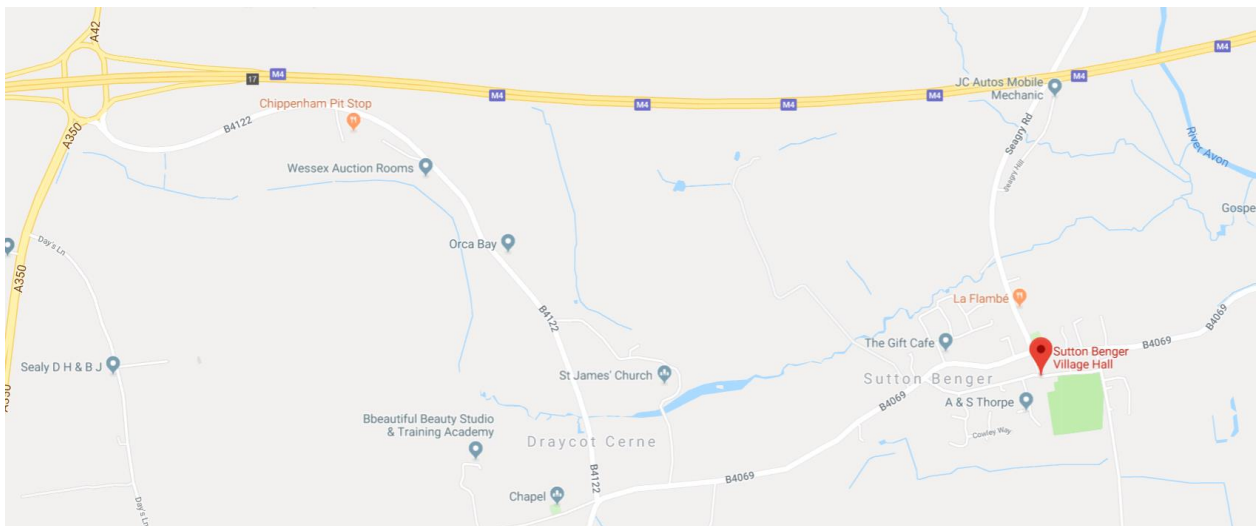 A42
M4
M4
17
M4
JC Autos Mobile
Mechanic
M4
Chippenham Pit Stop
M4
M4
M4
B4122
A350
Seagry Rd
River Avon
Wessex Auction Rooms
Seagry Hill
Gospe
Day's Ln
Orca Bay
A350
La Flambé
B4122
B4069
The Gift Cafe
B4069
Sutton Benger
Village Hall
Sealy D H & B J
St James' Church
Sutton Benger
A350
B4069
A & S Thorpe
Bbeautiful Beauty Studio
& Training Academy
Draycot Cerne
Cowley Way
B4122
B4069
Chapel
Day's Ln